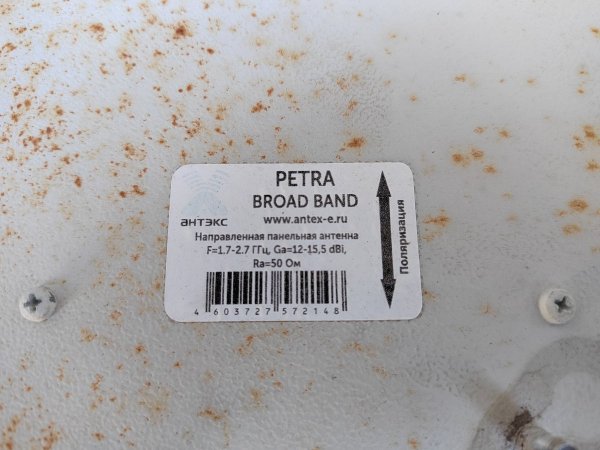 PETRA
BROAD BAND
www.antex-e.ru
антэкс
Направленная панельная антенна
F=1.7-2.7 ГГц, Ga=12-15,5 dBi,
Ra=50 Ом
4 603727 572148
Поляризация